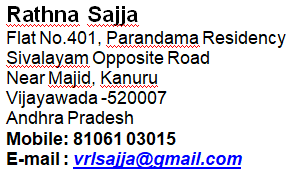 Rathna Sajja
Flat No.401, Parandama Residency
Sivalayam Opposite Road
Near Majid, Kanuru
Vijayawada -520007
Andhra Pradesh
Mobile: 81061 03015
E-mail : vrlsajja@gmail.com